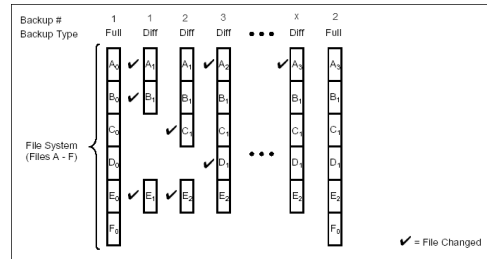 Backup # 1 1 2 3 x 2
Backup Type Full Diff Diff Diff ••• Diff Full
A₀ ✔ A₁ A₁ ✔ A₂ ✔ A₃ A₃
B₀ ✔ B₁ B₁ B₁ B₁ B₁
C₀ ✔ C₁ C₁ C₁ C₁
File System
(Files A - F)
D₀ ✔ D₁ ••• D₁ D₁
E₀ ✔ E₁ ✔ E₂ E₂ E₂ E₂
F₀ F₀
✔ = File Changed